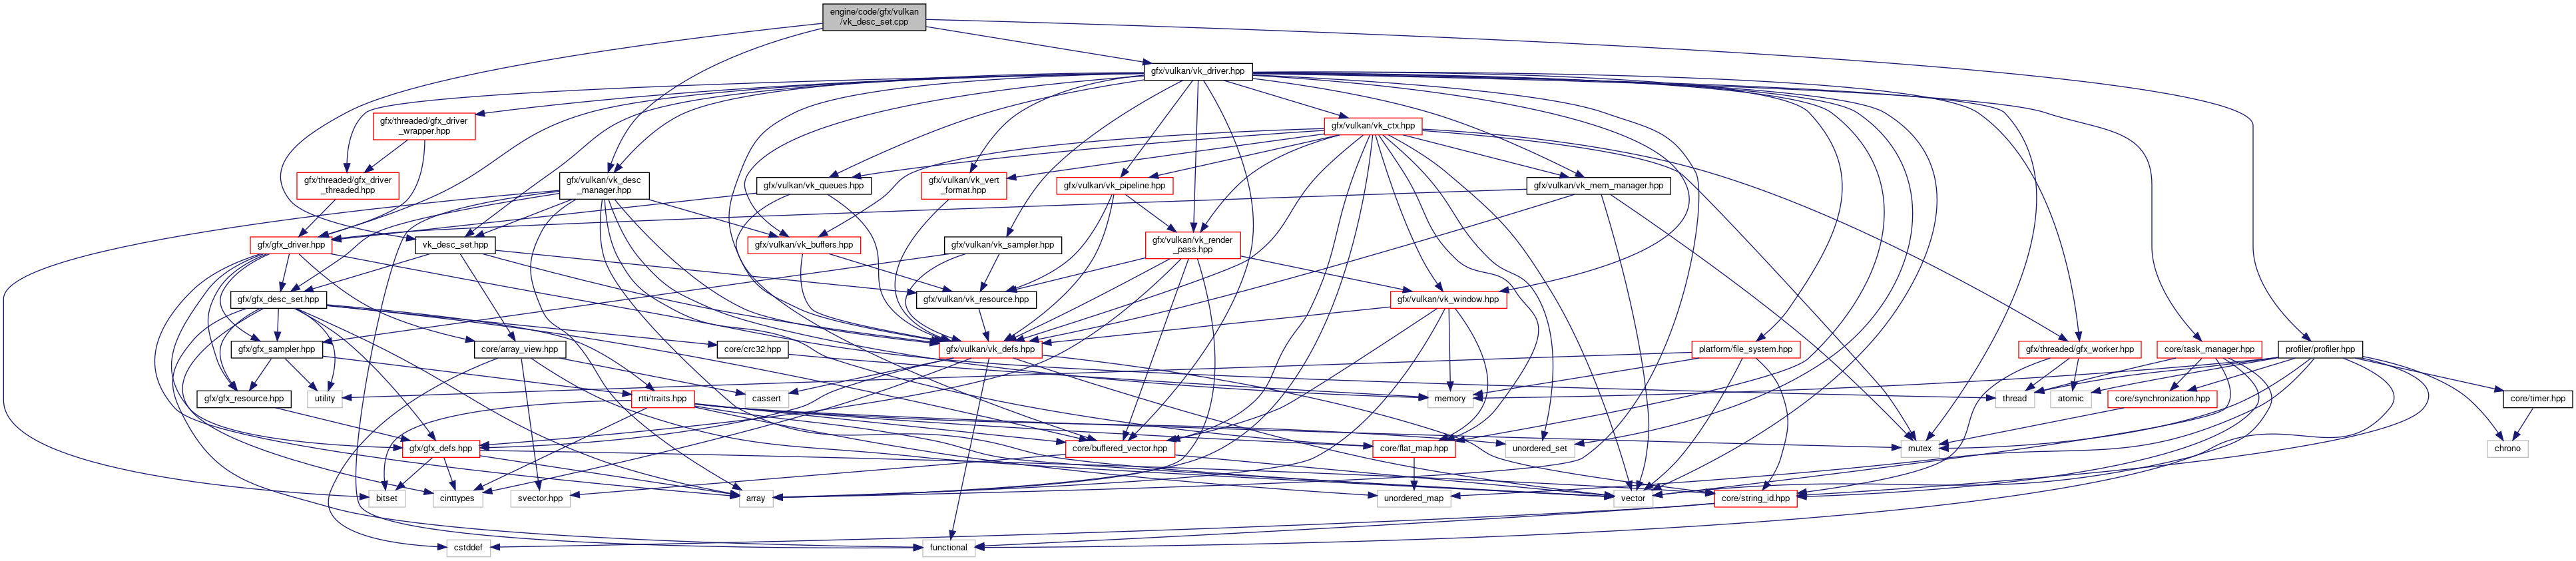 engine/code/gfx/vulkan
/vk_desc_set.cpp
gfx/vulkan/vk_driver.hpp
gfx/threaded/gfx_driver
_wrapper.hpp
gfx/vulkan/vk_ctx.hpp
gfx/threaded/gfx_driver
_threaded.hpp
gfx/vulkan/vk_desc
_manager.hpp
gfx/vulkan/vk_queues.hpp
gfx/vulkan/vk_vert
_format.hpp
gfx/vulkan/vk_pipeline.hpp
gfx/vulkan/vk_mem_manager.hpp
gfx/gfx_driver.hpp
vk_desc_set.hpp
gfx/vulkan/vk_buffers.hpp
gfx/vulkan/vk_sampler.hpp
gfx/vulkan/vk_render
_pass.hpp
gfx/gfx_desc_set.hpp
gfx/vulkan/vk_resource.hpp
gfx/vulkan/vk_window.hpp
gfx/gfx_sampler.hpp
core/array_view.hpp
core/crc32.hpp
gfx/vulkan/vk_defs.hpp
platform/file_system.hpp
gfx/threaded/gfx_worker.hpp
core/task_manager.hpp
profiler/profiler.hpp
gfx/gfx_resource.hpp
utility
rtti/traits.hpp
cassert
memory
thread
atomic
core/synchronization.hpp
core/timer.hpp
gfx/gfx_defs.hpp
core/buffered_vector.hpp
unordered_set
core/flat_map.hpp
mutex
chrono
bitset
cinttypes
svector.hpp
array
unordered_map
vector
core/string_id.hpp
cstddef
functional